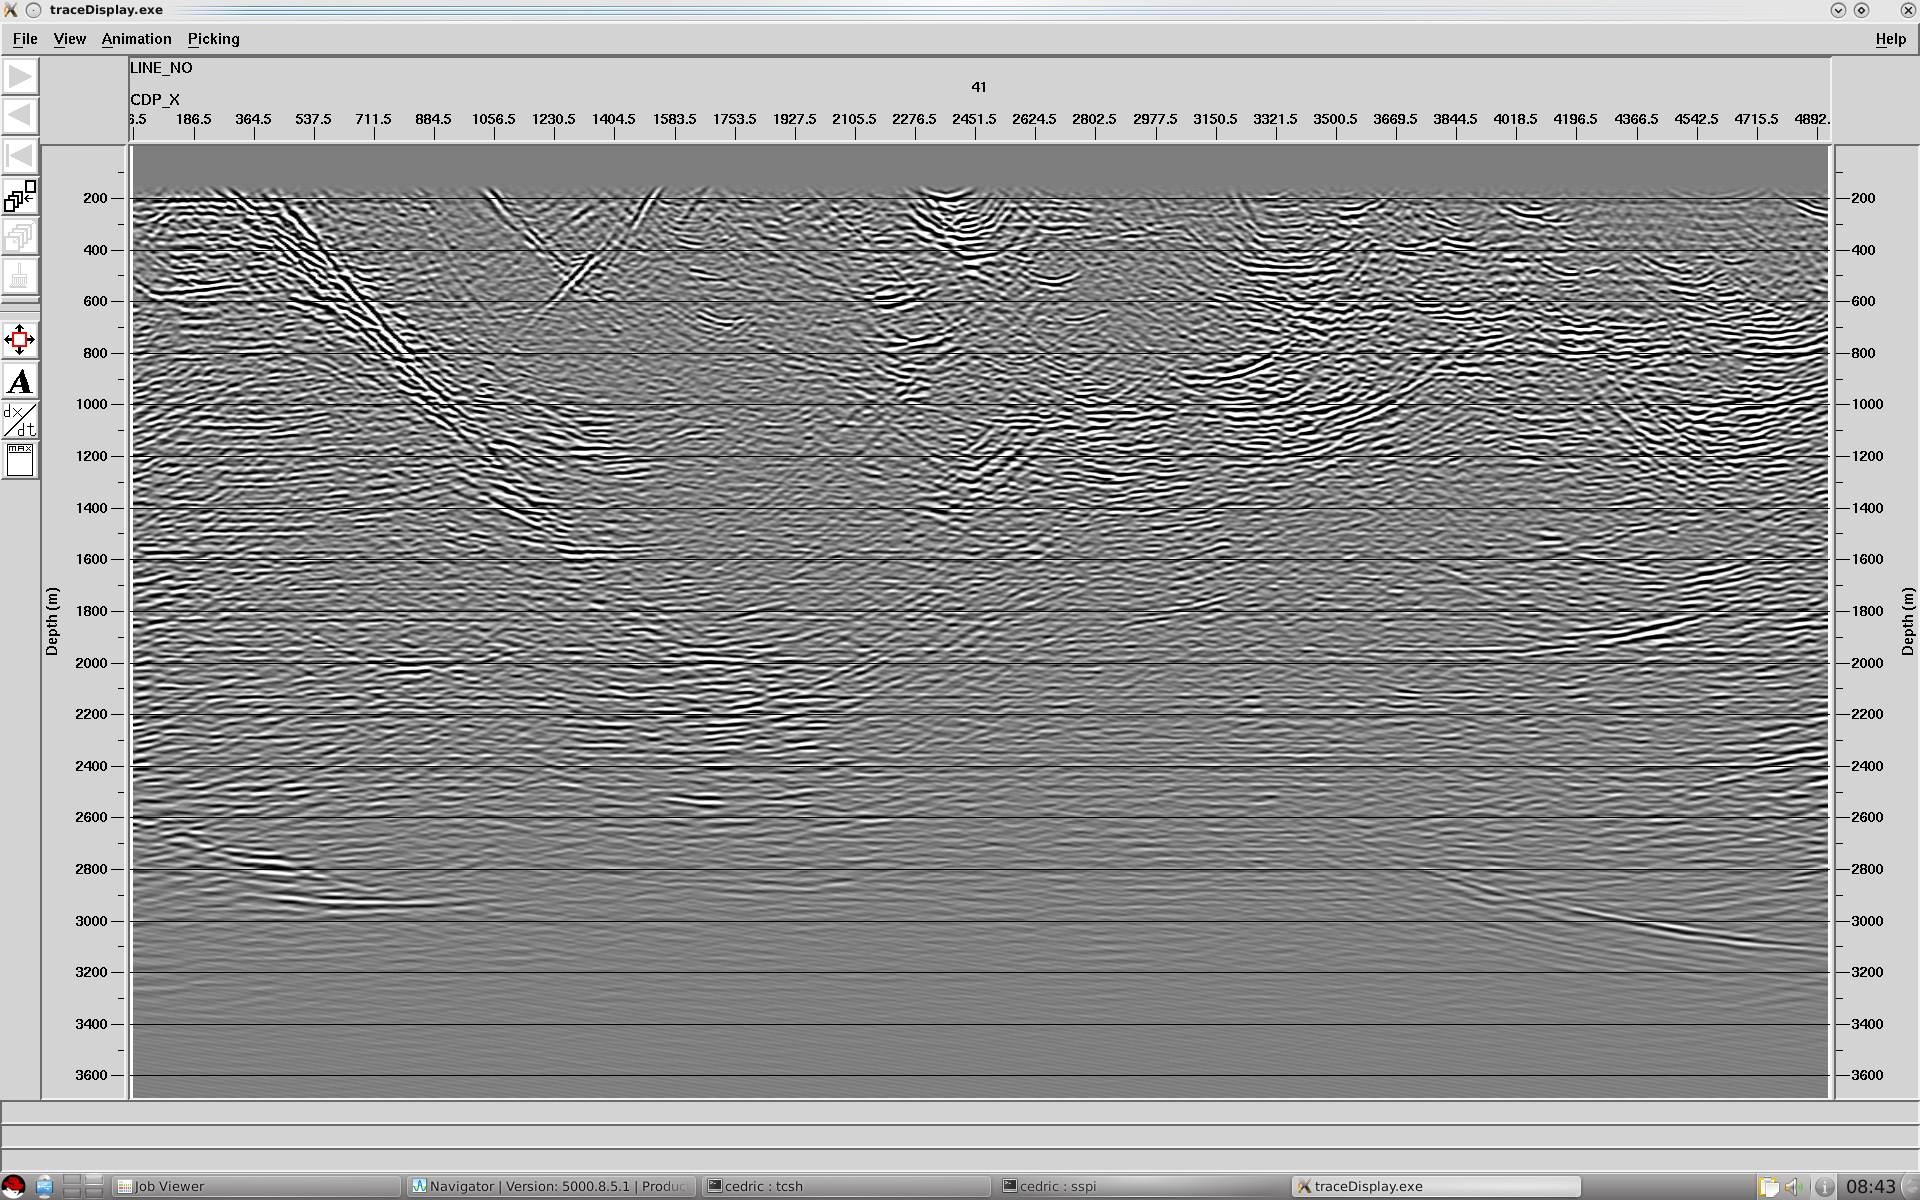 traceDisplay.exe
File View Animation Picking Help
LINE_NO
41
CDP_X
186.5 364.5 537.5 711.5 884.5 1056.5 1230.5 1404.5 1583.5 1753.5 1927.5 2105.5 2276.5 2451.5 2624.5 2802.5 2977.5 3150.5 3321.5 3500.5 3669.5 3844.5 4018.5 4196.5 4366.5 4542.5 4715.5 4892.
200 200
400 400
600 600
800 800
1000 1000
1200 1200
1400 1400
1600 1600
1800 1800
2000 2000
2200 2200
2400 2400
2600 2600
2800 2800
3000 3000
3200 3200
3400 3400
3600 3600
Depth (m) Depth (m)
A
dx/dt
max
Job Viewer Navigator | Version: 5000.8.5.1 | Produc cedric : tcsh cedric : sspi traceDisplay.exe 08:43